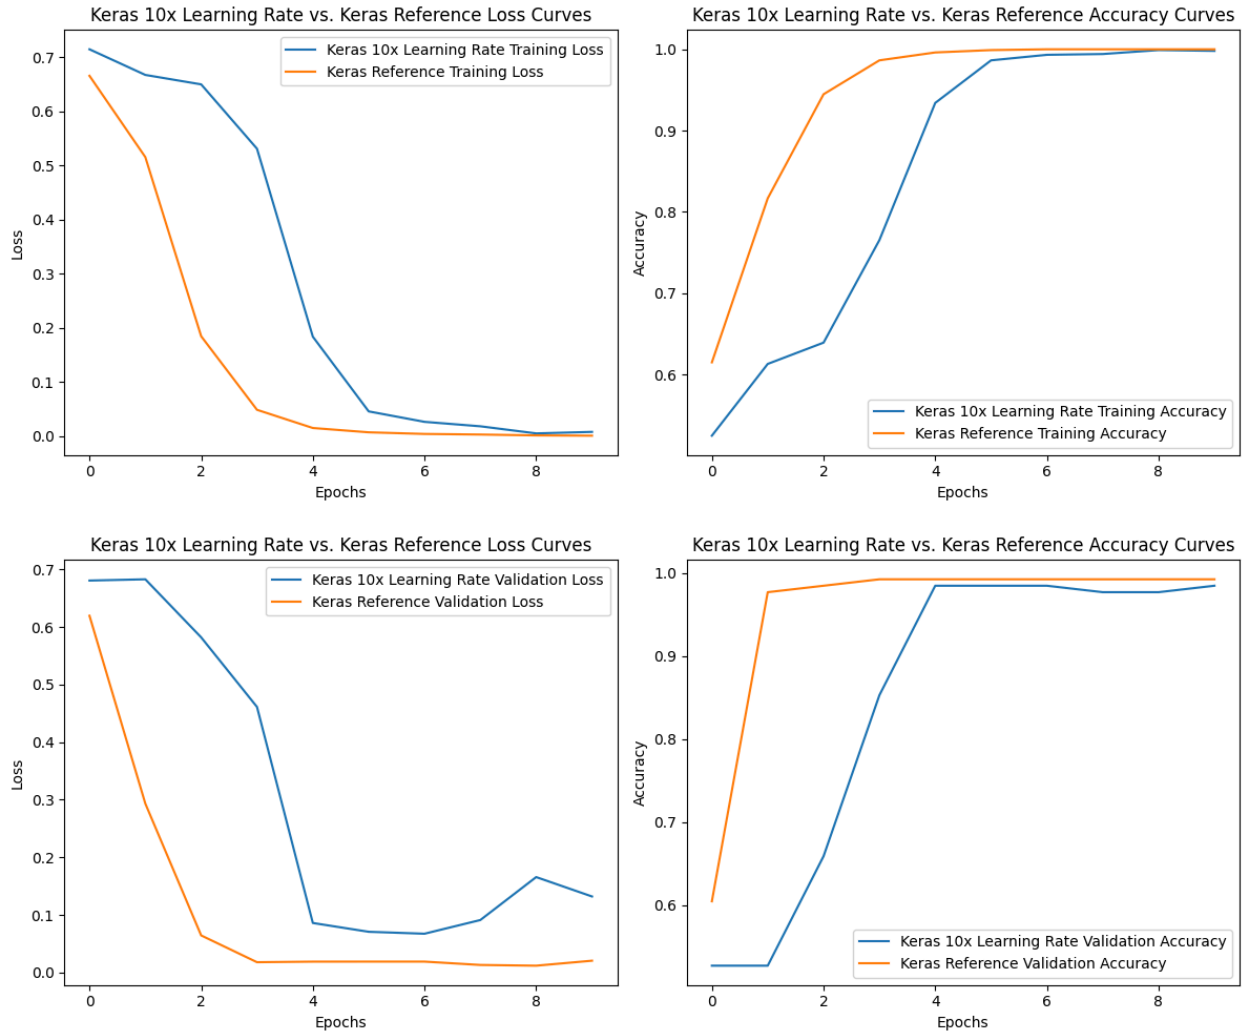 Keras 10x Learning Rate vs. Keras Reference Loss Curves
Keras 10x Learning Rate Training Loss
Keras Reference Training Loss
0.7
0.6
0.5
0.4
0.3
0.2
0.1
0.0
Loss
0 2 4 6 8
Epochs
Keras 10x Learning Rate vs. Keras Reference Accuracy Curves
1.0
0.9
0.8
0.7
0.6
Accuracy
Keras 10x Learning Rate Training Accuracy
Keras Reference Training Accuracy
0 2 4 6 8
Epochs
Keras 10x Learning Rate vs. Keras Reference Loss Curves
Keras 10x Learning Rate Validation Loss
Keras Reference Validation Loss
0.7
0.6
0.5
0.4
0.3
0.2
0.1
0.0
Loss
0 2 4 6 8
Epochs
Keras 10x Learning Rate vs. Keras Reference Accuracy Curves
1.0
0.9
0.8
0.7
0.6
Accuracy
Keras 10x Learning Rate Validation Accuracy
Keras Reference Validation Accuracy
0 2 4 6 8
Epochs